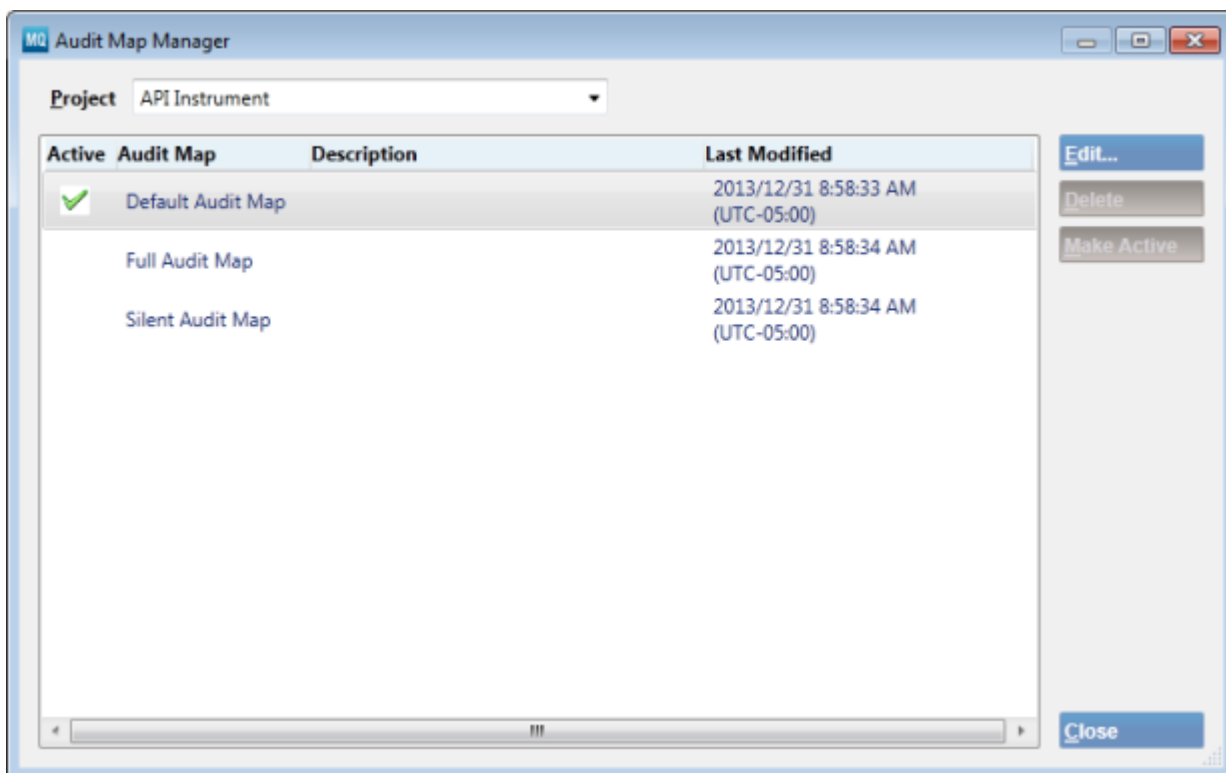 MQ Audit Map Manager
Project API Instrument
Active Audit Map Description Last Modified
Edit...
Default Audit Map 2013/12/31 8:58:33 AM
(UTC-05:00)
Delete
Make Active
Full Audit Map 2013/12/31 8:58:34 AM
(UTC-05:00)
Silent Audit Map 2013/12/31 8:58:34 AM
(UTC-05:00)
Close